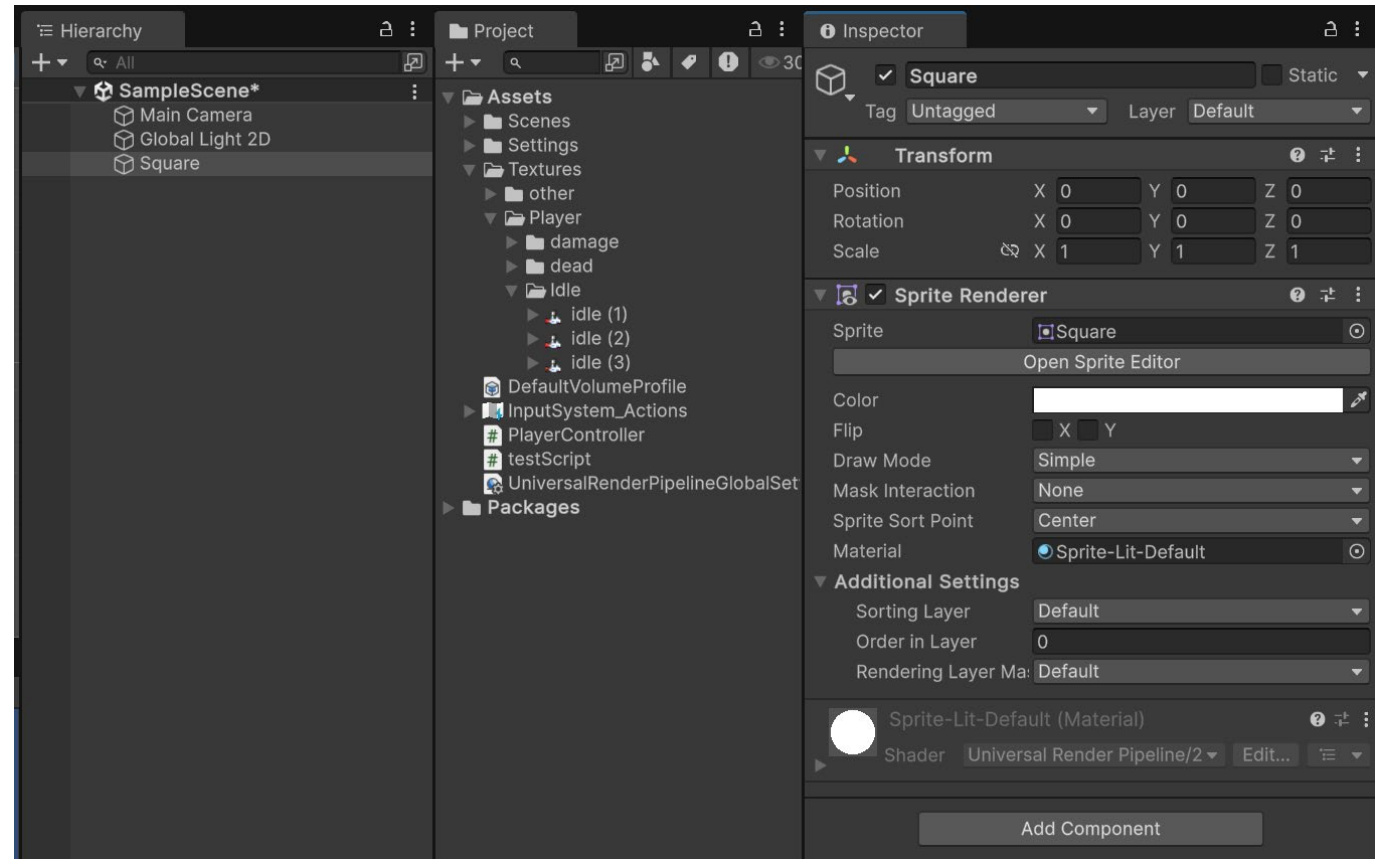 Hierarchy
All
SampleScene*
Main Camera
Global Light 2D
Square
Project
30
Assets
Scenes
Settings
Textures
other
Player
damage
dead
Idle
idle (1)
idle (2)
idle (3)
DefaultVolumeProfile
InputSystem_Actions
PlayerController
testScript
UniversalRenderPipelineGlobalSet
Packages
Inspector
Square Static
Tag Untagged Layer Default
Transform
Position X 0 Y 0 Z 0
Rotation X 0 Y 0 Z 0
Scale X 1 Y 1 Z 1
Sprite Renderer
Sprite Square
Open Sprite Editor
Color
Flip X Y
Draw Mode Simple
Mask Interaction None
Sprite Sort Point Center
Material Sprite-Lit-Default
Additional Settings
Sorting Layer Default
Order in Layer 0
Rendering Layer Ma Default
Sprite-Lit-Default (Material)
Shader Universal Render Pipeline/2 Edit...
Add Component